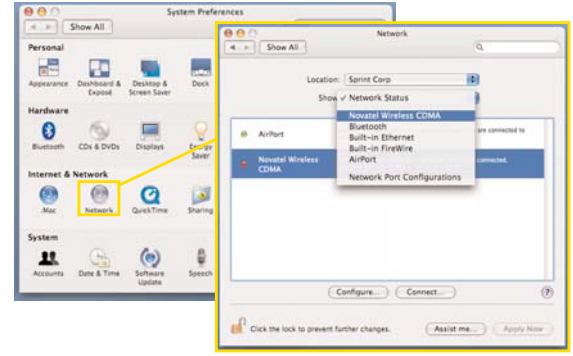 System Preferences
Show All
Personal
Appearance
Dashboard & Exposé
Desktop & Screen Saver
Dock
Hardware
Bluetooth
CDs & DVDs
Displays
Energy Saver
Internet & Network
.Mac
Network
QuickTime
Sharing
System
Accounts
Date & Time
Software Update
Speech
Network
Show All
Location: Sprint Corp
Show ✓ Network Status
Novatel Wireless CDMA
Bluetooth
Built-in Ethernet
Built-in FireWire
AirPort
Network Port Configurations
AirPort
are connected to
Novatel Wireless
CDMA
connected.
Configure...
Connect...
?
Click the lock to prevent further changes.
Assist me...
Apply Now